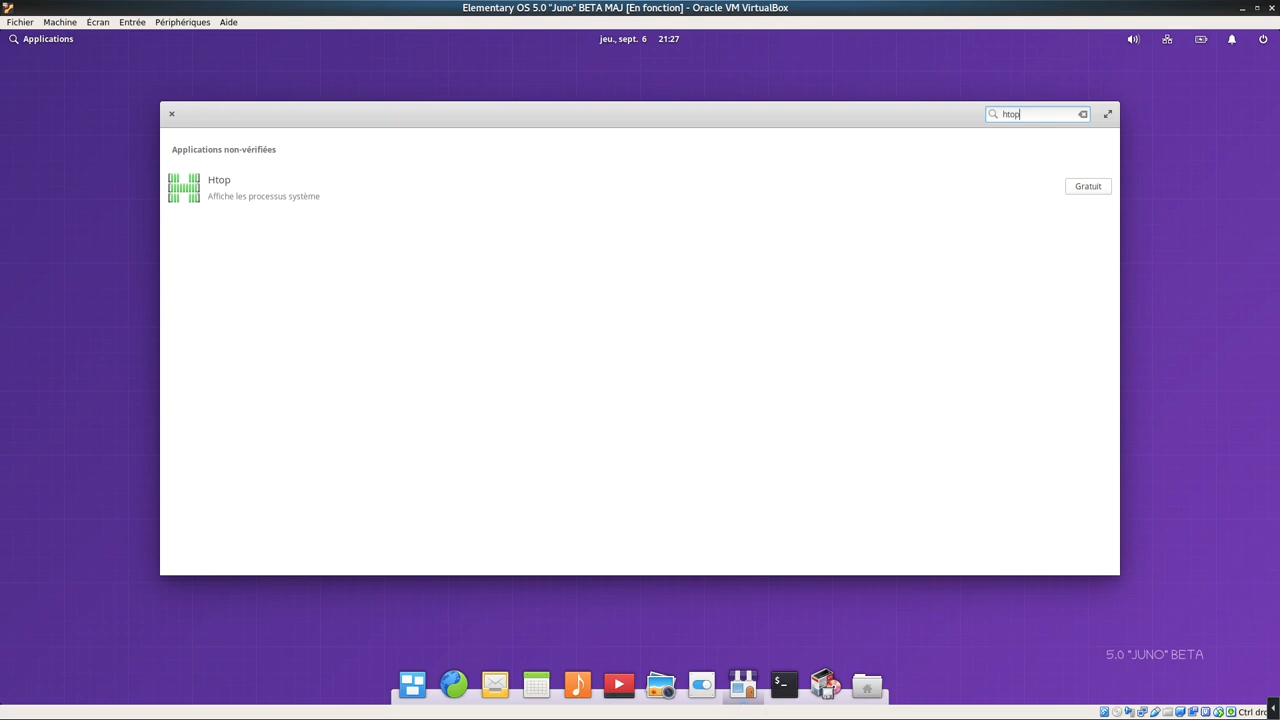 Elementary OS 5.0 "Juno" BETA MAJ [En fonction] - Oracle VM VirtualBox
Fichier Machine Écran Entrée Périphériques Aide
Applications jeu., sept. 6 21:27
htop
Applications non-vérifiées
Htop
Affiche les processus système
Gratuit
5.0 "JUNO" BETA
$ >_
Ctrl dro